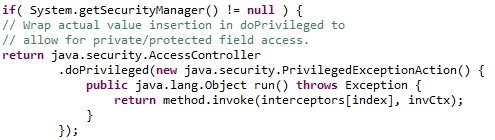 if( System.getSecurityManager() != null ) {
// Wrap actual value insertion in doPrivileged to
// allow for private/protected field access.
return java.security.AccessController
.doPrivileged(new java.security.PrivilegedExceptionAction() {
public java.lang.Object run() throws Exception {
return method.invoke(interceptors[index], invCtx);
}
});